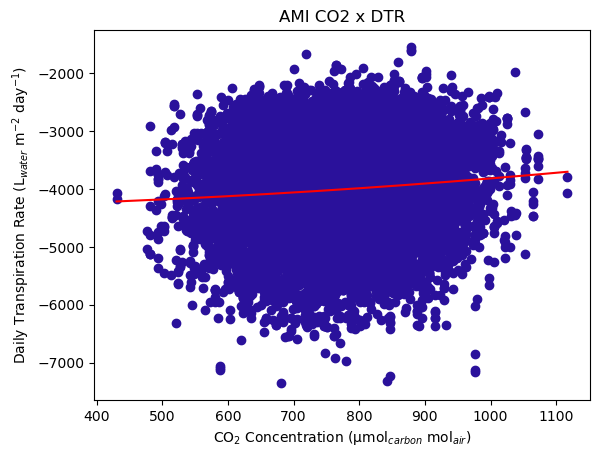 AMI CO2 x DTR
Daily Transpiration Rate (L_water m⁻² day⁻¹)
−2000
−3000
−4000
−5000
−6000
−7000
400 500 600 700 800 900 1000 1100
CO₂ Concentration (μmol_carbon mol_air)